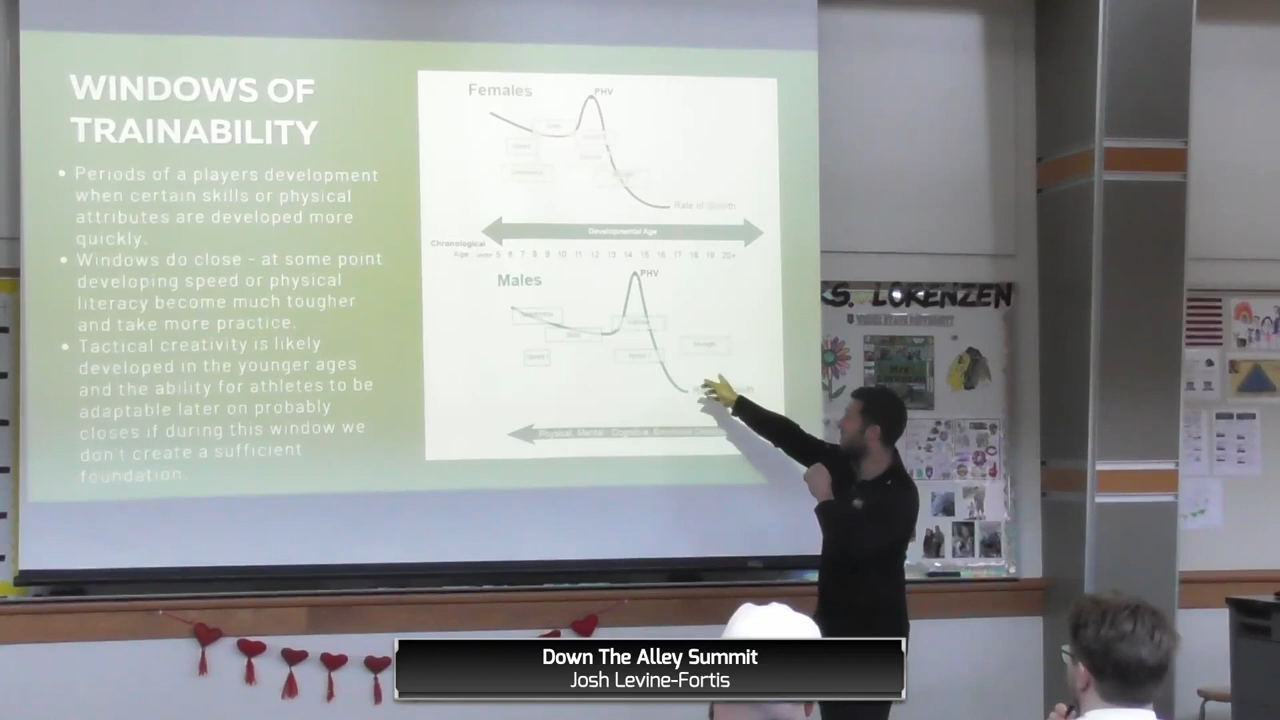 WINDOWS OF
TRAINABILITY
• Periods of a players development
when certain skills or physical
attributes are developed more
quickly.
• Windows do close - at some point
developing speed or physical
literacy become much tougher
and take more practice.
• Tactical creativity is likely
developed in the younger ages
and the ability for athletes to be
adaptable later on probably
closes if during this window we
don't create a sufficient
foundation.
Females
PHV
Rate of Growth
Developmental Age
Chronological
Age
5 6 7 8 9 10 11 12 13 14 15 16 17 18 19 20+
Males
PHV
Physical, Mental - Cognitive, Emotional
S. LORENZEN
Down The Alley Summit
Josh Levine-Fortis